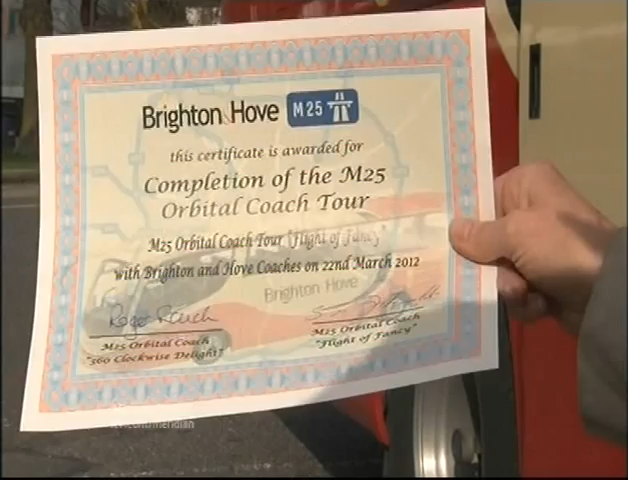 Brighton & Hove M25
this certificate is awarded for
Completion of the M25
Orbital Coach Tour
M25 Orbital Coach Tour 'Flight of Fancy'
with Brighton and Hove Coaches on 22nd March 2012
Brighton Hove
M25 Orbital Coach
"360 Clockwise Delight"
M25 Orbital Coach
"Flight of Fancy"